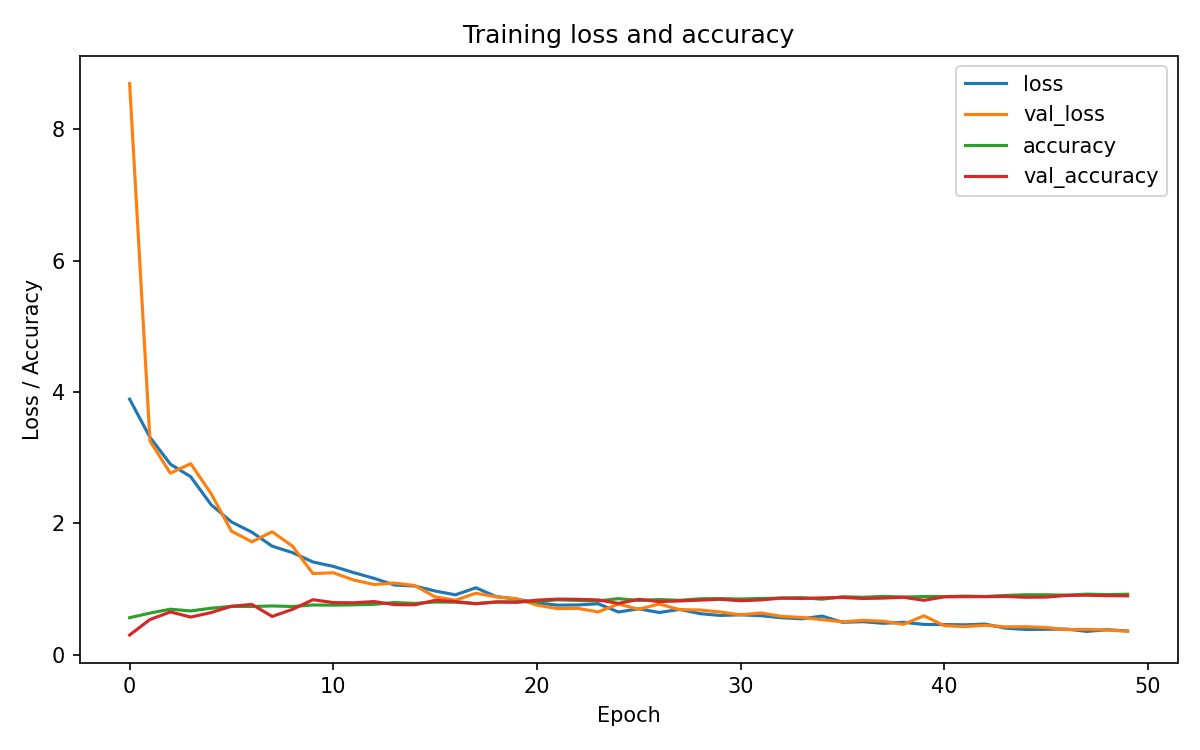 Training loss and accuracy
loss
val_loss
accuracy
val_accuracy
8
6
4
2
0
Loss / Accuracy
0 10 20 30 40 50
Epoch